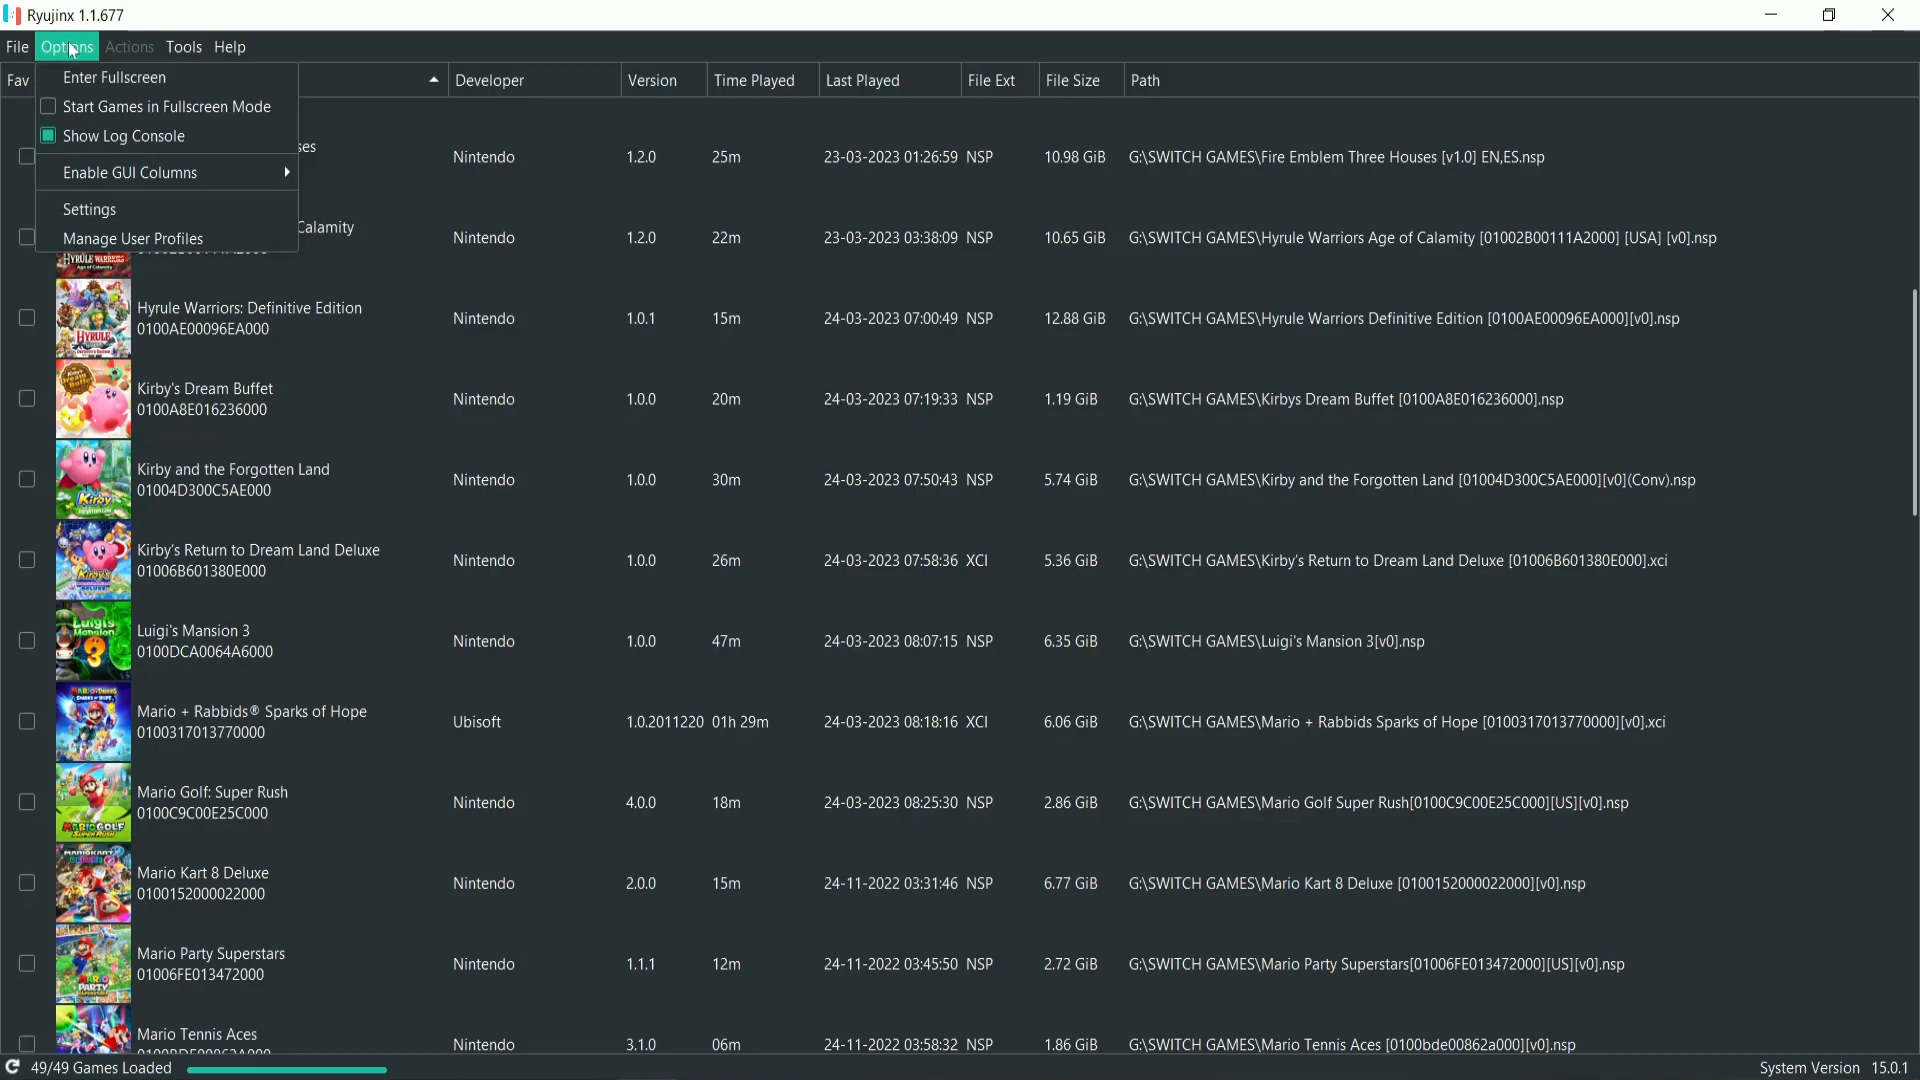 Ryujinx 1.1.677
File Options Actions Tools Help
Fav Developer Version Time Played Last Played File Ext File Size Path
Enter Fullscreen
Start Games in Fullscreen Mode
Show Log Console
Enable GUI Columns
Settings
Manage User Profiles
ses
Nintendo 1.2.0 25m 23-03-2023 01:26:59 NSP 10.98 GiB G:\SWITCH GAMES\Fire Emblem Three Houses [v1.0] EN,ES.nsp
Calamity
Nintendo 1.2.0 22m 23-03-2023 03:38:09 NSP 10.65 GiB G:\SWITCH GAMES\Hyrule Warriors Age of Calamity [01002B00111A2000] [USA] [v0].nsp
HYRULE WARRIORS
Age of Calamity
Hyrule Warriors: Definitive Edition
0100AE00096EA000
Nintendo 1.0.1 15m 24-03-2023 07:00:49 NSP 12.88 GiB G:\SWITCH GAMES\Hyrule Warriors Definitive Edition [0100AE00096EA000][v0].nsp
HYRULE
Kirby's Dream Buffet
0100A8E016236000
Nintendo 1.0.0 20m 24-03-2023 07:19:33 NSP 1.19 GiB G:\SWITCH GAMES\Kirbys Dream Buffet [0100A8E016236000].nsp
Kirby and the Forgotten Land
01004D300C5AE000
Nintendo 1.0.0 30m 24-03-2023 07:50:43 NSP 5.74 GiB G:\SWITCH GAMES\Kirby and the Forgotten Land [01004D300C5AE000][v0](Conv).nsp
Kirby
Kirby's Return to Dream Land Deluxe
01006B601380E000
Nintendo 1.0.0 26m 24-03-2023 07:58:36 XCI 5.36 GiB G:\SWITCH GAMES\Kirby's Return to Dream Land Deluxe [01006B601380E000].xci
Kirby's
Luigi's Mansion 3
0100DCA0064A6000
Nintendo 1.0.0 47m 24-03-2023 08:07:15 NSP 6.35 GiB G:\SWITCH GAMES\Luigi's Mansion 3[v0].nsp
Luigi's
Mansion
3
Mario + Rabbids® Sparks of Hope
0100317013770000
Ubisoft 1.0.2011220 01h 29m 24-03-2023 08:18:16 XCI 6.06 GiB G:\SWITCH GAMES\Mario + Rabbids Sparks of Hope [0100317013770000][v0].xci
Mario Golf: Super Rush
0100C9C00E25C000
Nintendo 4.0.0 18m 24-03-2023 08:25:30 NSP 2.86 GiB G:\SWITCH GAMES\Mario Golf Super Rush[0100C9C00E25C000][US][v0].nsp
MARIO GOLF
SUPER RUSH
Mario Kart 8 Deluxe
0100152000022000
Nintendo 2.0.0 15m 24-11-2022 03:31:46 NSP 6.77 GiB G:\SWITCH GAMES\Mario Kart 8 Deluxe [0100152000022000][v0].nsp
MARIOKART
Mario Party Superstars
01006FE013472000
Nintendo 1.1.1 12m 24-11-2022 03:45:50 NSP 2.72 GiB G:\SWITCH GAMES\Mario Party Superstars[01006FE013472000][US][v0].nsp
MARIO
PARTY
Mario Tennis Aces
Nintendo 3.1.0 06m 24-11-2022 03:58:32 NSP 1.86 GiB G:\SWITCH GAMES\Mario Tennis Aces [0100bde00862a000][v0].nsp
49/49 Games Loaded System Version 15.0.1